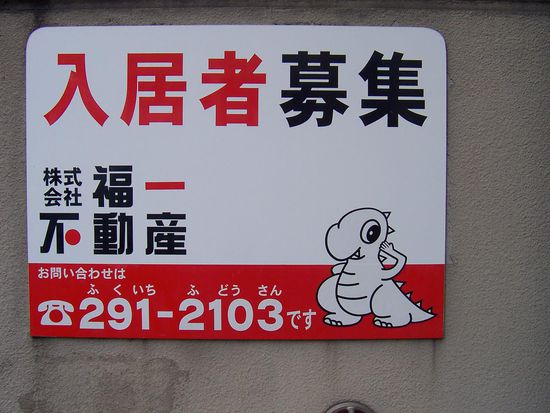 入居者募集
株式会社 福一
不動産
お問い合わせは
ふくいち ふどうさん
☎291-2103です